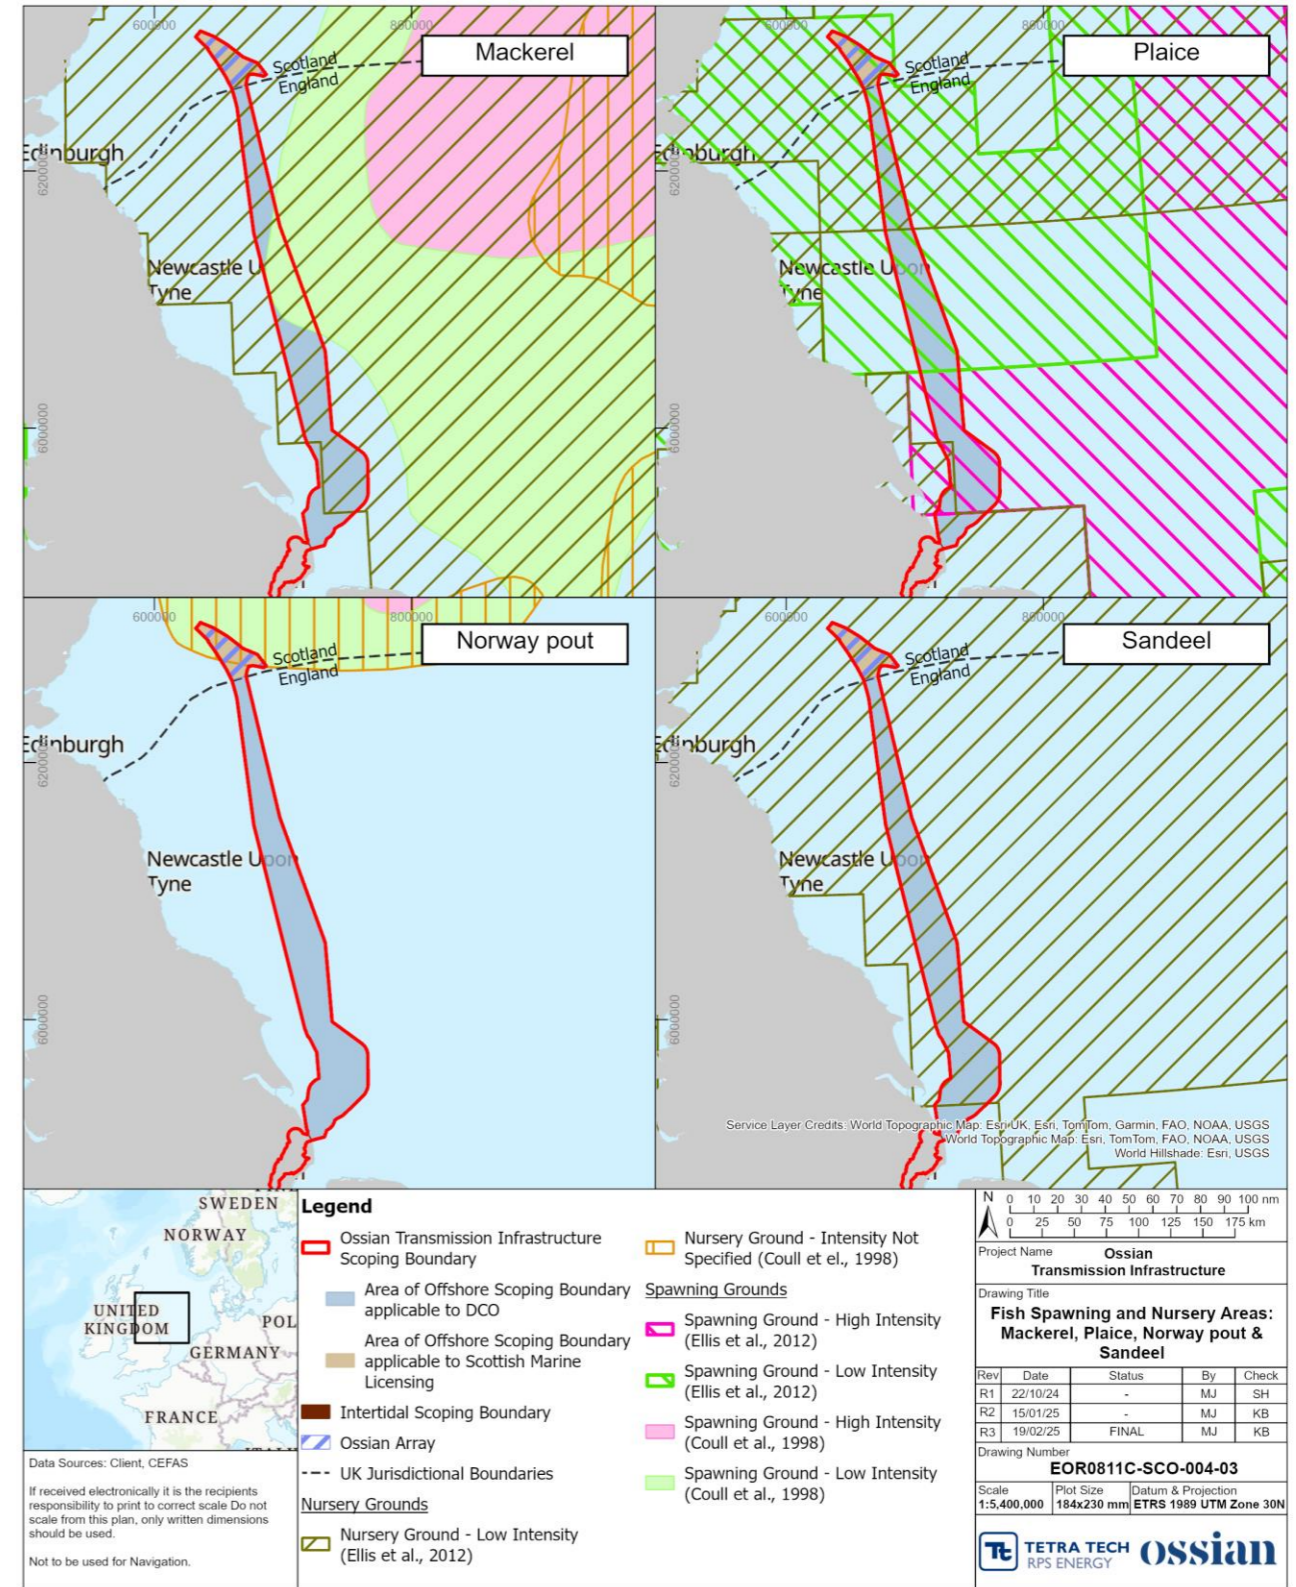 600000
800000
Mackerel
Scotland
England
Edinburgh
6200000
Newcastle U
Tyne
6000000
600000
800000
Plaice
Scotland
England
Edinburgh
6200000
Newcastle Upon
Tyne
6000000
600000
800000
Norway pout
Scotland
England
Edinburgh
6200000
Newcastle Upon
Tyne
6000000
600000
800000
Sandeel
Scotland
England
Edinburgh
6200000
Newcastle Upon
Tyne
6000000
Service Layer Credits: World Topographic Map: Esri UK, Esri, TomTom, Garmin, FAO, NOAA, USGS
World Topographic Map: Esri, TomTom, FAO, NOAA, USGS
World Hillshade: Esri, USGS
SWEDEN
NORWAY
UNITED
KINGDOM
POL
GERMANY
FRANCE
Data Sources: Client, CEFAS
If received electronically it is the recipients
responsibility to print to correct scale Do not
scale from this plan, only written dimensions
should be used.
Not to be used for Navigation.
Legend
Ossian Transmission Infrastructure
Scoping Boundary
Area of Offshore Scoping Boundary
applicable to DCO
Area of Offshore Scoping Boundary
applicable to Scottish Marine
Licensing
Intertidal Scoping Boundary
Ossian Array
UK Jurisdictional Boundaries
Nursery Grounds
Nursery Ground - Low Intensity
(Ellis et al., 2012)
Nursery Ground - Intensity Not
Specified (Coull et el., 1998)
Spawning Grounds
Spawning Ground - High Intensity
(Ellis et al., 2012)
Spawning Ground - Low Intensity
(Ellis et al., 2012)
Spawning Ground - High Intensity
(Coull et al., 1998)
Spawning Ground - Low Intensity
(Coull et al., 1998)
N
0 10 20 30 40 50 60 70 80 90 100 nm
0 25 50 75 100 125 150 175 km
Project Name
Ossian
Transmission Infrastructure
Drawing Title
Fish Spawning and Nursery Areas:
Mackerel, Plaice, Norway pout &
Sandeel
Rev Date Status By Check
R1 22/10/24 - MJ SH
R2 15/01/25 - MJ KB
R3 19/02/25 FINAL MJ KB
Drawing Number
EOR0811C-SCO-004-03
Scale Plot Size Datum & Projection
1:5,400,000 184x230 mm ETRS 1989 UTM Zone 30N
Tt TETRA TECH
RPS ENERGY
ossian